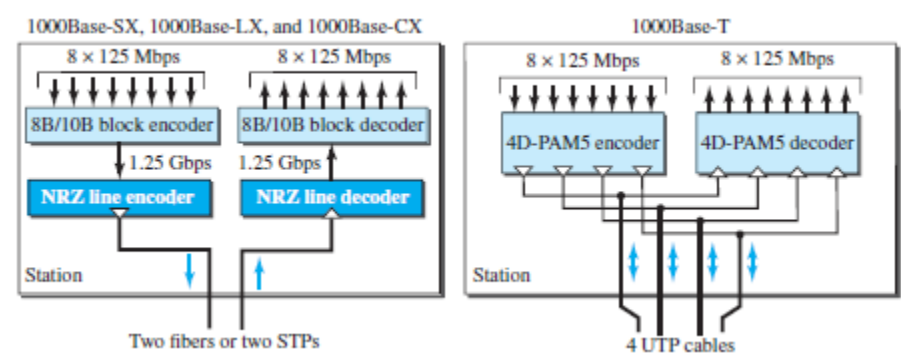 1000Base-SX, 1000Base-LX, and 1000Base-CX
8 × 125 Mbps
8 × 125 Mbps
8B/10B block encoder
8B/10B block decoder
1.25 Gbps
1.25 Gbps
NRZ line encoder
NRZ line decoder
Station
Two fibers or two STPs
1000Base-T
8 × 125 Mbps
8 × 125 Mbps
4D-PAM5 encoder
4D-PAM5 decoder
Station
4 UTP cables